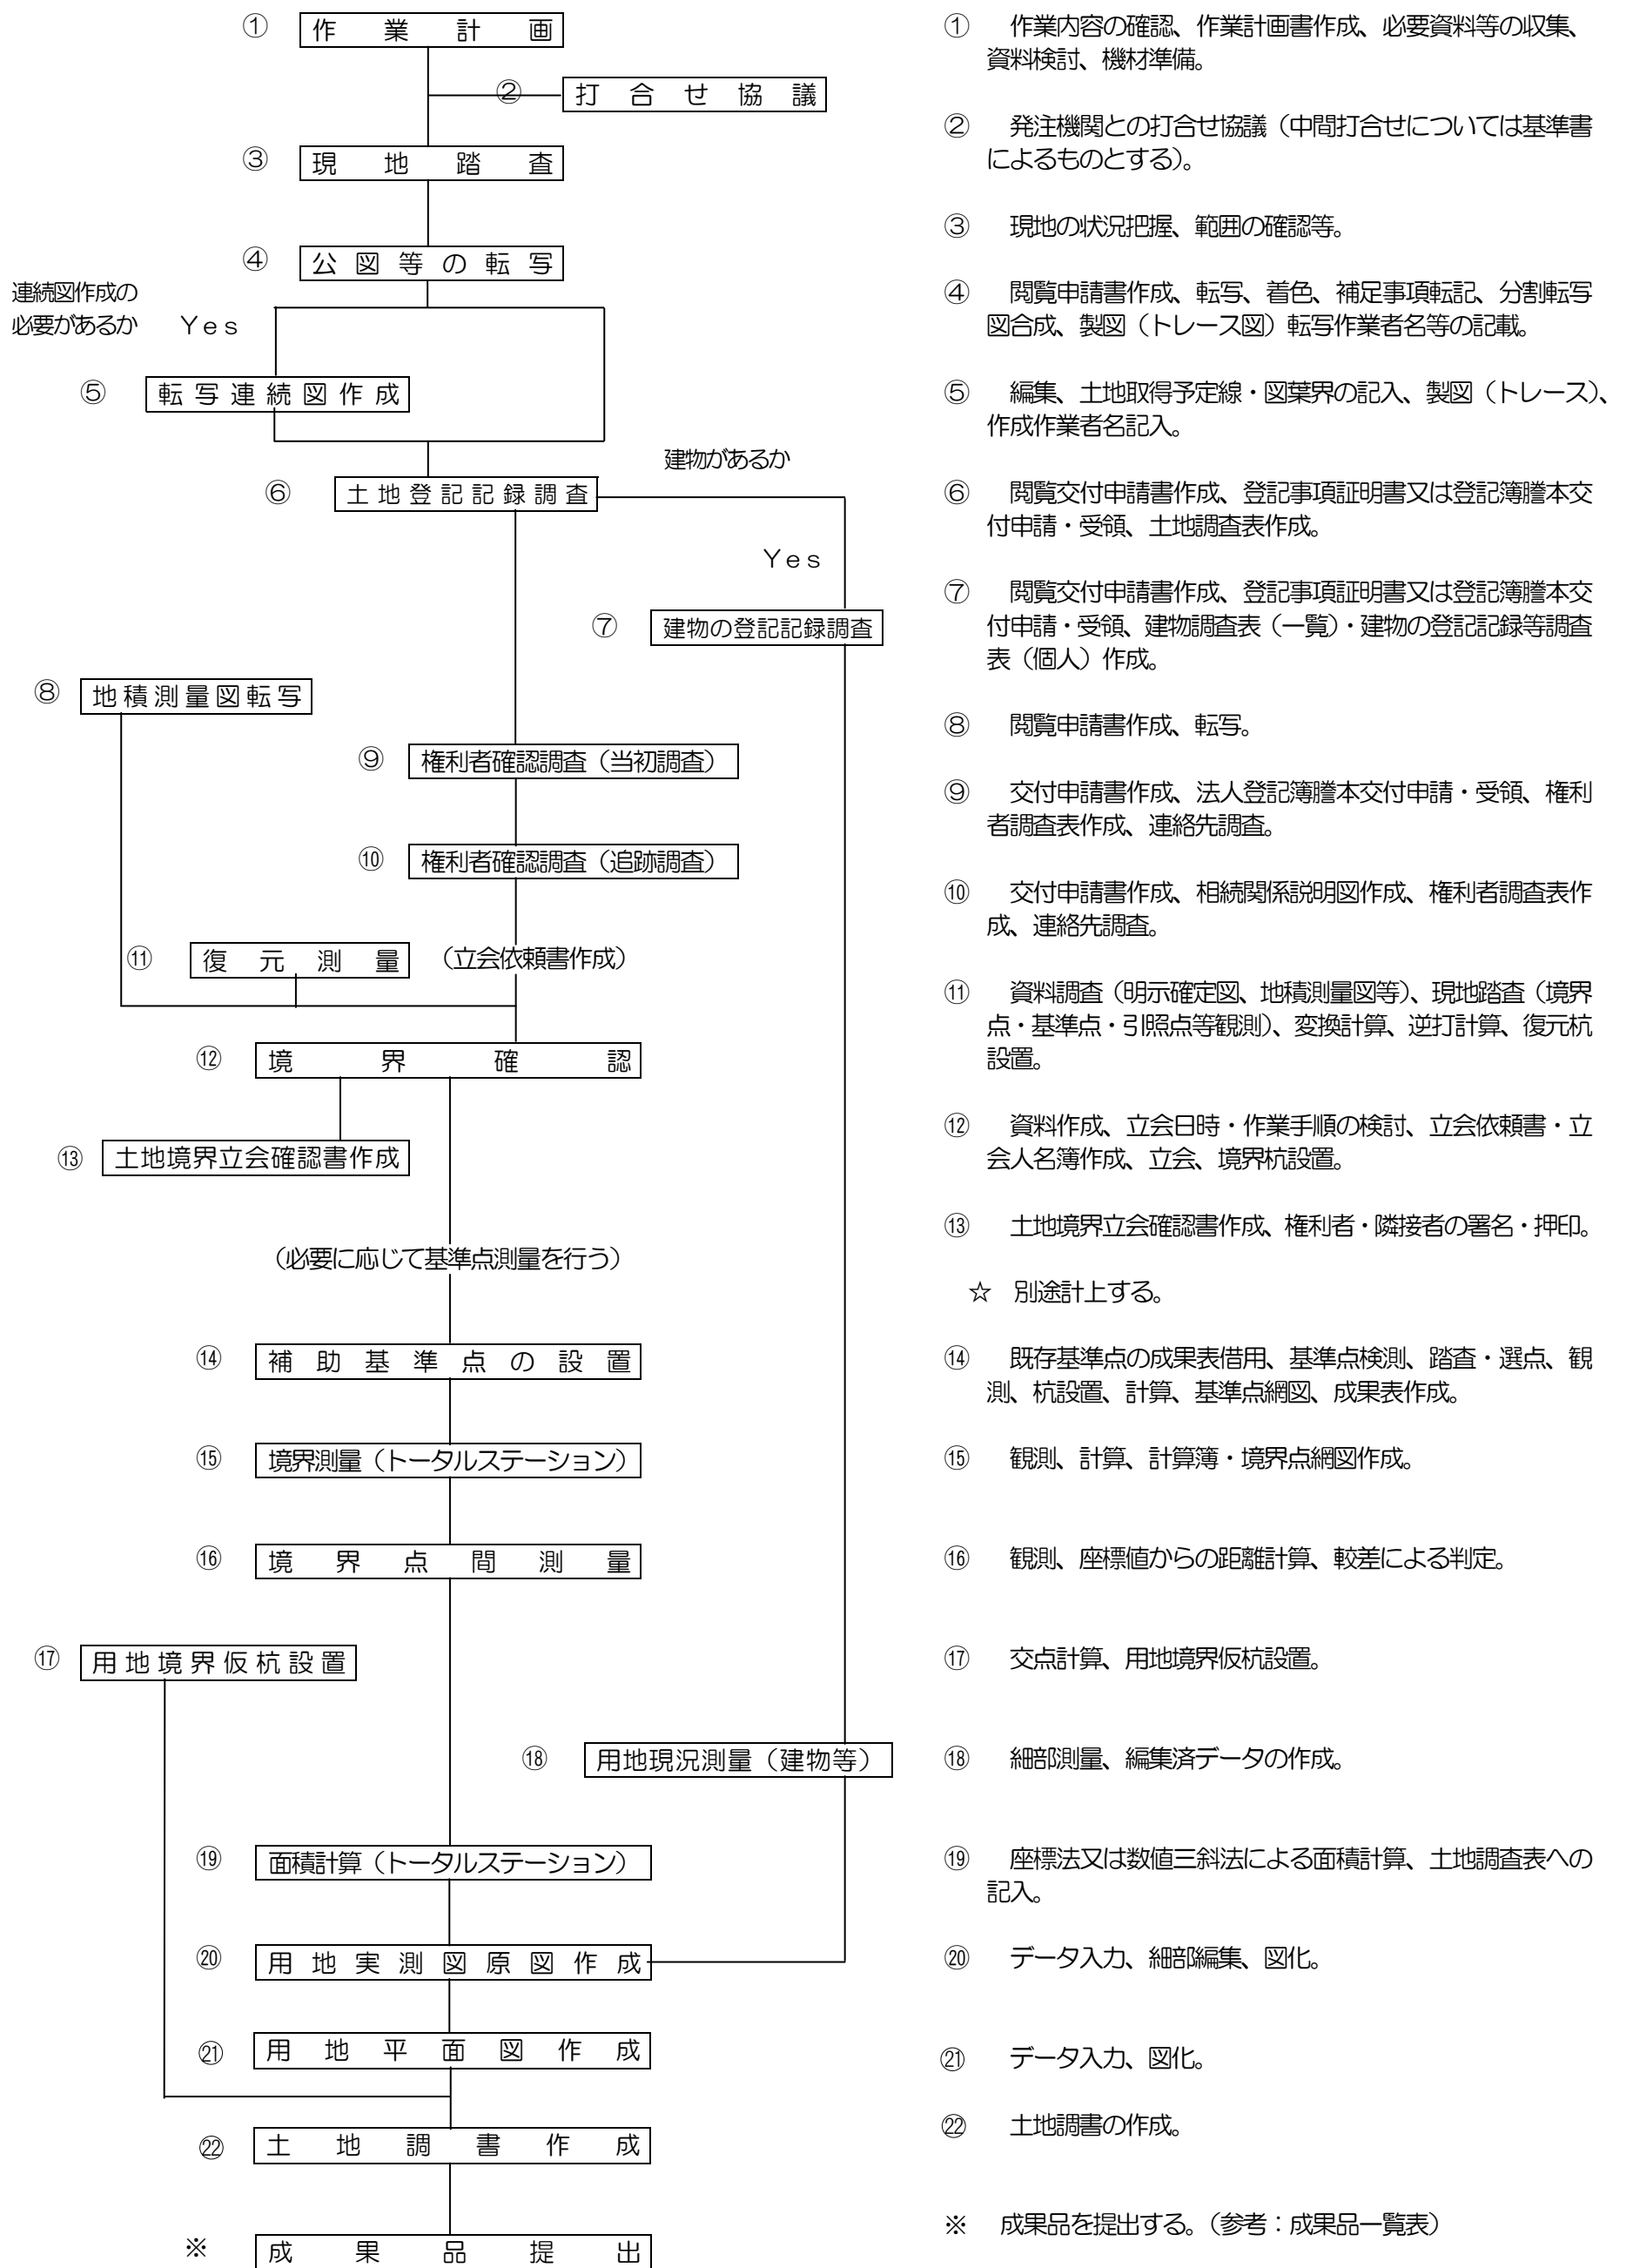 ① 作業計画
② 打合せ協議
③ 現地踏査
④ 公図等の転写
連続図作成の
必要があるか Yes
⑤ 転写連続図作成
建物があるか
⑥ 土地登記記録調査
Yes
⑦ 建物の登記記録調査
⑧ 地積測量図転写
⑨ 権利者確認調査（当初調査）
⑩ 権利者確認調査（追跡調査）
⑪ 復元測量 （立会依頼書作成）
⑫ 境界確認
⑬ 土地境界立会確認書作成
（必要に応じて基準点測量を行う）
⑭ 補助基準点の設置
⑮ 境界測量（トータルステーション）
⑯ 境界点間測量
⑰ 用地境界仮杭設置
⑱ 用地現況測量（建物等）
⑲ 面積計算（トータルステーション）
⑳ 用地実測図原図作成
㉑ 用地平面図作成
㉒ 土地調書作成
※ 成果品提出
① 作業内容の確認、作業計画書作成、必要資料等の収集、
資料検討、機材準備。
② 発注機関との打合せ協議（中間打合せについては基準書
によるものとする）。
③ 現地の状況把握、範囲の確認等。
④ 閲覧申請書作成、転写、着色、補足事項転記、分割転写
図合成、製図（トレース図）転写作業者名等の記載。
⑤ 編集、土地取得予定線・図葉界の記入、製図（トレース）、
作成作業者名記入。
⑥ 閲覧交付申請書作成、登記事項証明書又は登記簿謄本交
付申請・受領、土地調査表作成。
⑦ 閲覧交付申請書作成、登記事項証明書又は登記簿謄本交
付申請・受領、建物調査表（一覧）・建物の登記記録等調査
表（個人）作成。
⑧ 閲覧申請書作成、転写。
⑨ 交付申請書作成、法人登記簿謄本交付申請・受領、権利
者調査表作成、連絡先調査。
⑩ 交付申請書作成、相続関係説明図作成、権利者調査表作
成、連絡先調査。
⑪ 資料調査（明示確定図、地積測量図等）、現地踏査（境界
点・基準点・引照点等観測）、変換計算、逆打計算、復元杭
設置。
⑫ 資料作成、立会日時・作業手順の検討、立会依頼書・立
会人名簿作成、立会、境界杭設置。
⑬ 土地境界立会確認書作成、権利者・隣接者の署名・押印。
☆ 別途計上する。
⑭ 既存基準点の成果表借用、基準点検測、踏査・選点、観
測、杭設置、計算、基準点網図、成果表作成。
⑮ 観測、計算、計算簿・境界点網図作成。
⑯ 観測、座標値からの距離計算、較差による判定。
⑰ 交点計算、用地境界仮杭設置。
⑱ 細部測量、編集済データの作成。
⑲ 座標法又は数値三斜法による面積計算、土地調査表への
記入。
⑳ データ入力、細部編集、図化。
㉑ データ入力、図化。
㉒ 土地調書の作成。
※ 成果品を提出する。（参考：成果品一覧表）